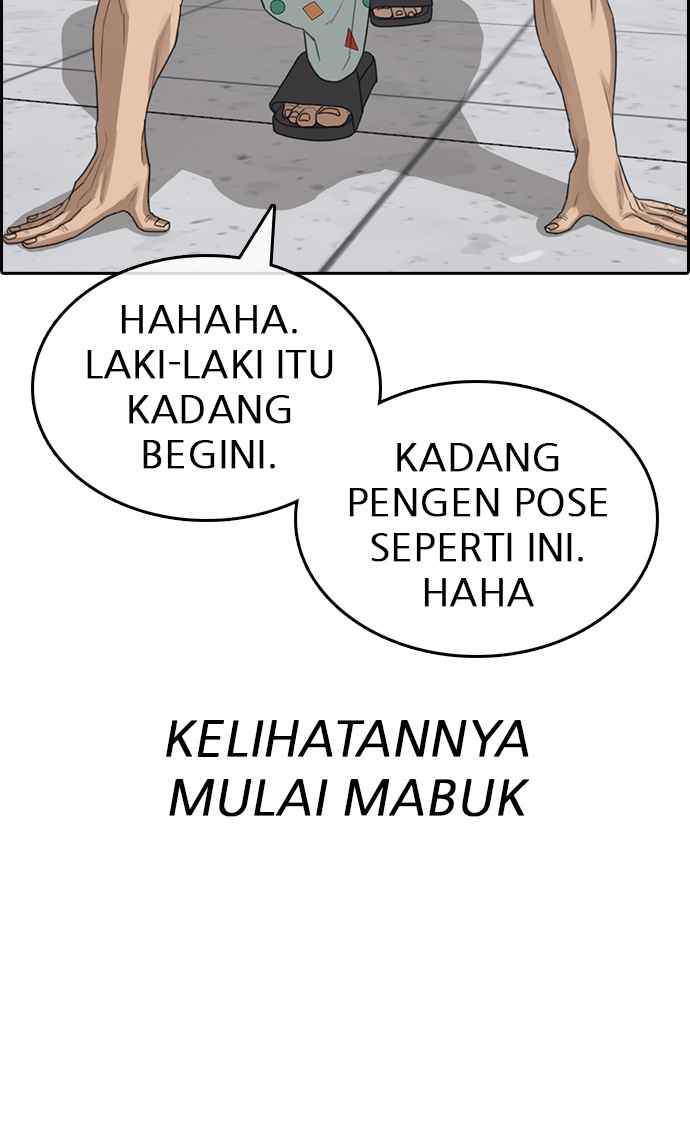 HAHAHA.
LAKI-LAKI ITU
KADANG
BEGINI.
KADANG
PENGEN POSE
SEPERTI INI.
HAHA
KELIHATANNYA
MULAI MABUK